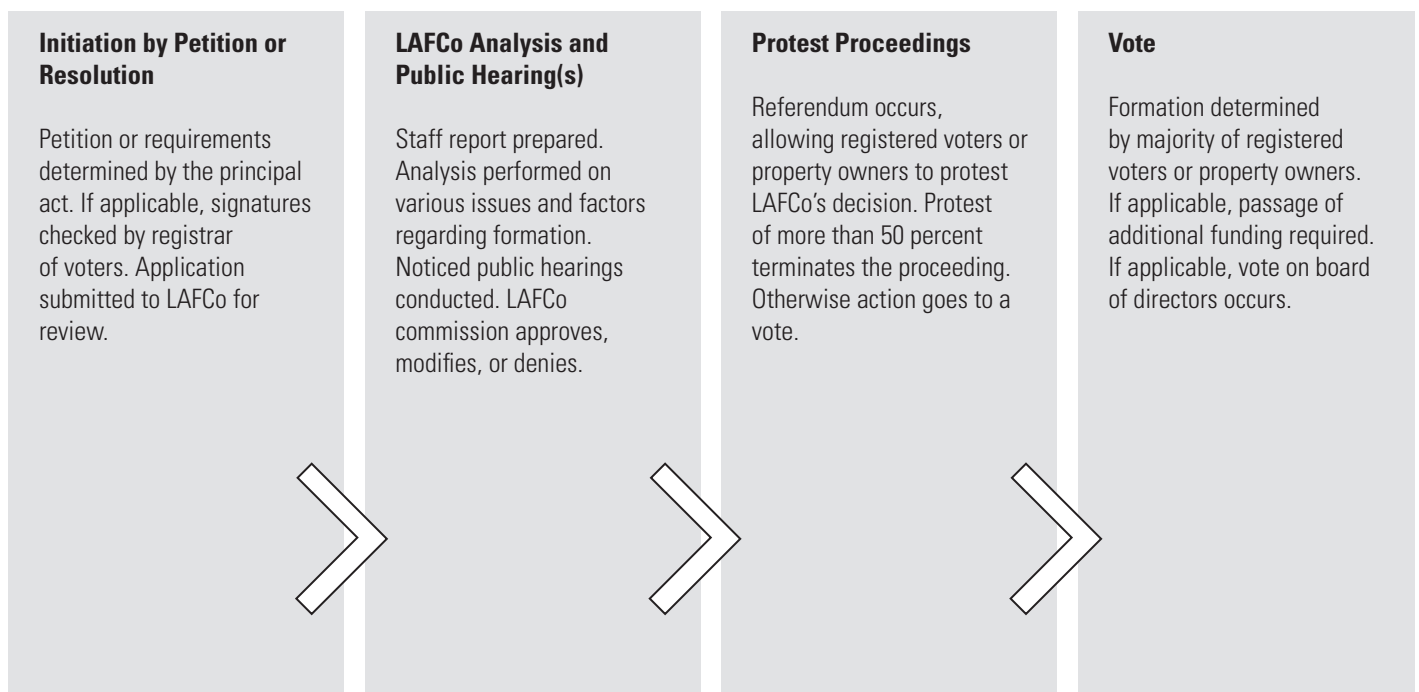 Initiation by Petition or
Resolution
Petition or requirements
determined by the principal
act. If applicable, signatures
checked by registrar
of voters. Application
submitted to LAFCo for
review.
LAFCo Analysis and
Public Hearing(s)
Staff report prepared.
Analysis performed on
various issues and factors
regarding formation.
Noticed public hearings
conducted. LAFCo
commission approves,
modifies, or denies.
Protest Proceedings
Referendum occurs,
allowing registered voters or
property owners to protest
LAFCo’s decision. Protest
of more than 50 percent
terminates the proceeding.
Otherwise action goes to a
vote.
Vote
Formation determined
by majority of registered
voters or property owners.
If applicable, passage of
additional funding required.
If applicable, vote on board
of directors occurs.